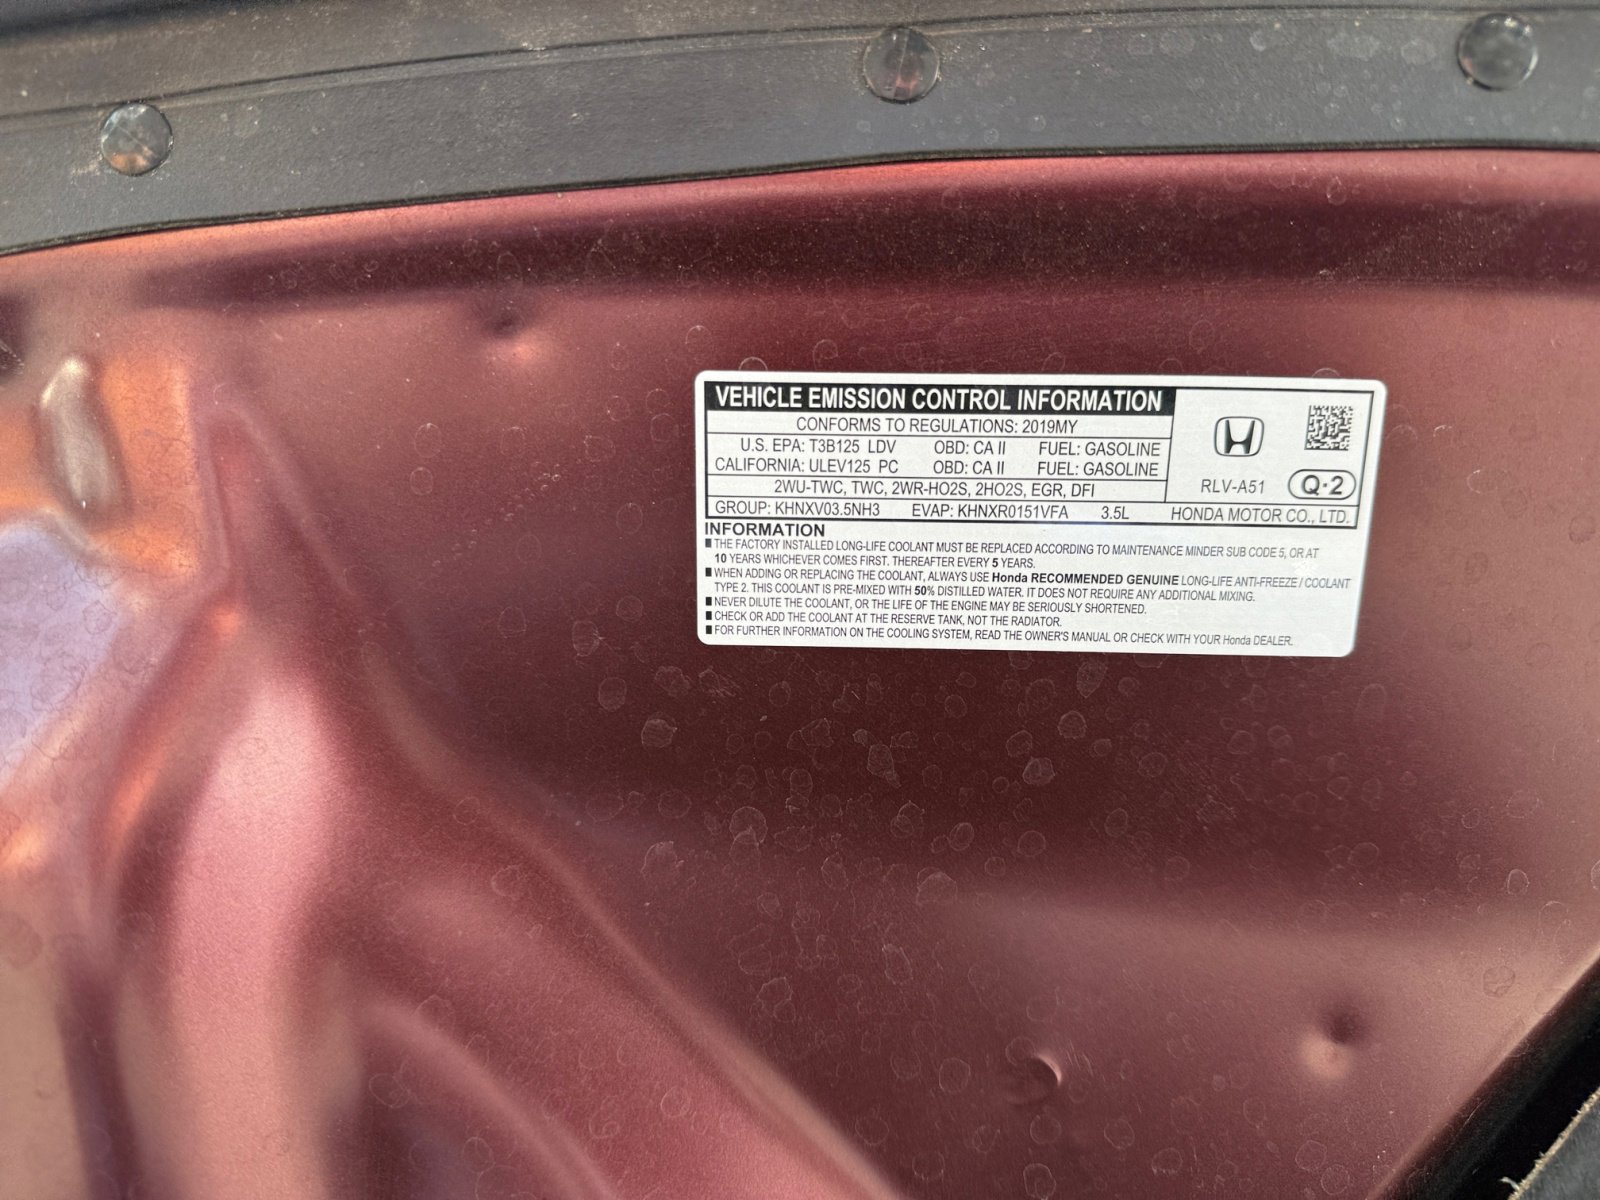 VEHICLE EMISSION CONTROL INFORMATION
CONFORMS TO REGULATIONS: 2019MY
U.S. EPA: T3B125 LDV OBD: CA II FUEL: GASOLINE
CALIFORNIA: ULEV125 PC OBD: CA II FUEL: GASOLINE
2WU-TWC, TWC, 2WR-HO2S, 2HO2S, EGR, DFI
RLV-A51 Q·2
GROUP: KHNXV03.5NH3 EVAP: KHNXR0151VFA 3.5L HONDA MOTOR CO., LTD.
INFORMATION
■ THE FACTORY INSTALLED LONG-LIFE COOLANT MUST BE REPLACED ACCORDING TO MAINTENANCE MINDER SUB CODE 5, OR AT
10 YEARS WHICHEVER COMES FIRST. THEREAFTER EVERY 5 YEARS.
■ WHEN ADDING OR REPLACING THE COOLANT, ALWAYS USE Honda RECOMMENDED GENUINE LONG-LIFE ANTI-FREEZE / COOLANT
TYPE 2. THIS COOLANT IS PRE-MIXED WITH 50% DISTILLED WATER. IT DOES NOT REQUIRE ANY ADDITIONAL MIXING.
■ NEVER DILUTE THE COOLANT, OR THE LIFE OF THE ENGINE MAY BE SERIOUSLY SHORTENED.
■ CHECK OR ADD THE COOLANT AT THE RESERVE TANK, NOT THE RADIATOR.
■ FOR FURTHER INFORMATION ON THE COOLING SYSTEM, READ THE OWNER'S MANUAL OR CHECK WITH YOUR Honda DEALER.